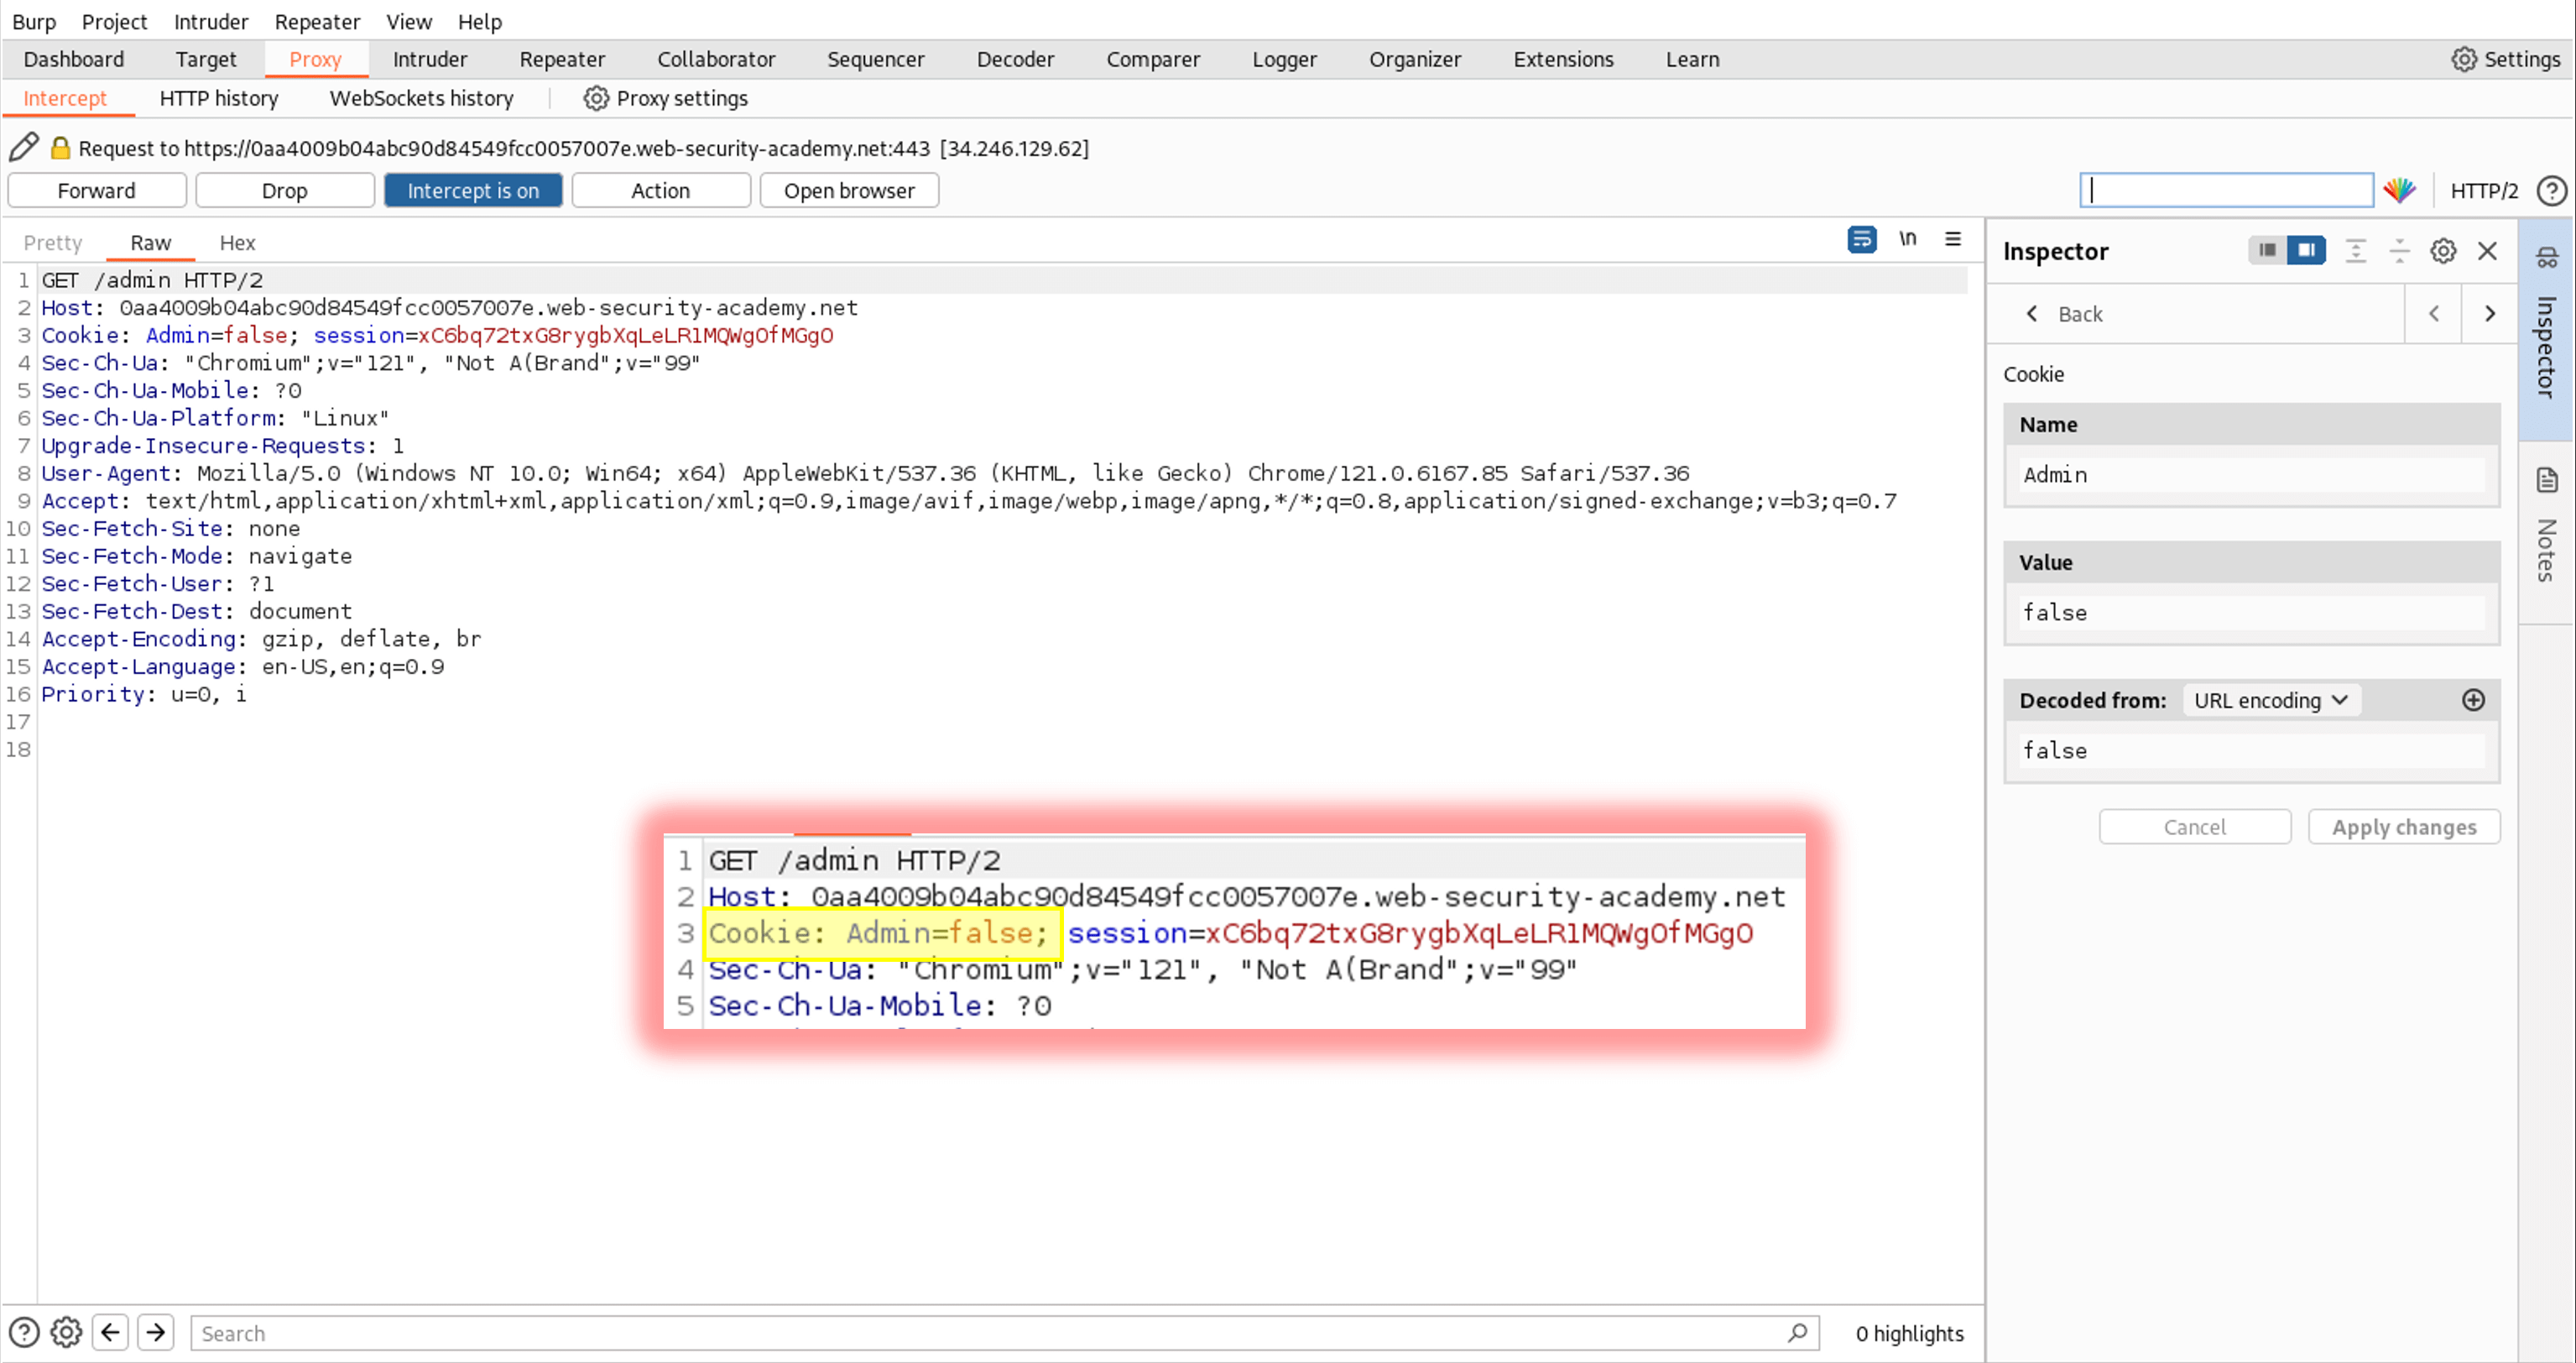 Burp Project Intruder Repeater View Help
Dashboard Target Proxy Intruder Repeater Collaborator Sequencer Decoder Comparer Logger Organizer Extensions Learn Settings
Intercept HTTP history WebSockets history Proxy settings
Request to https://0aa4009b04abc90d84549fcc0057007e.web-security-academy.net:443 [34.246.129.62]
Forward Drop Intercept is on Action Open browser HTTP/2 ?
Pretty Raw Hex \n
1 GET /admin HTTP/2
2 Host: 0aa4009b04abc90d84549fcc0057007e.web-security-academy.net
3 Cookie: Admin=false; session=xC6bq72txG8rygbXqLeLRlMQWgOfMGgO
4 Sec-Ch-Ua: "Chromium";v="121", "Not A(Brand";v="99"
5 Sec-Ch-Ua-Mobile: ?0
6 Sec-Ch-Ua-Platform: "Linux"
7 Upgrade-Insecure-Requests: 1
8 User-Agent: Mozilla/5.0 (Windows NT 10.0; Win64; x64) AppleWebKit/537.36 (KHTML, like Gecko) Chrome/121.0.6167.85 Safari/537.36
9 Accept: text/html,application/xhtml+xml,application/xml;q=0.9,image/avif,image/webp,image/apng,*/*;q=0.8,application/signed-exchange;v=b3;q=0.7
10 Sec-Fetch-Site: none
11 Sec-Fetch-Mode: navigate
12 Sec-Fetch-User: ?1
13 Sec-Fetch-Dest: document
14 Accept-Encoding: gzip, deflate, br
15 Accept-Language: en-US,en;q=0.9
16 Priority: u=0, i
17
18
1 GET /admin HTTP/2
2 Host: 0aa4009b04abc90d84549fcc0057007e.web-security-academy.net
3 Cookie: Admin=false; session=xC6bq72txG8rygbXqLeLRlMQWgOfMGgO
4 Sec-Ch-Ua: "Chromium";v="121", "Not A(Brand";v="99"
5 Sec-Ch-Ua-Mobile: ?0
Inspector
Back
Cookie
Name
Admin
Value
false
Decoded from: URL encoding
false
Cancel Apply changes
Inspector
Notes
? Search 0 highlights